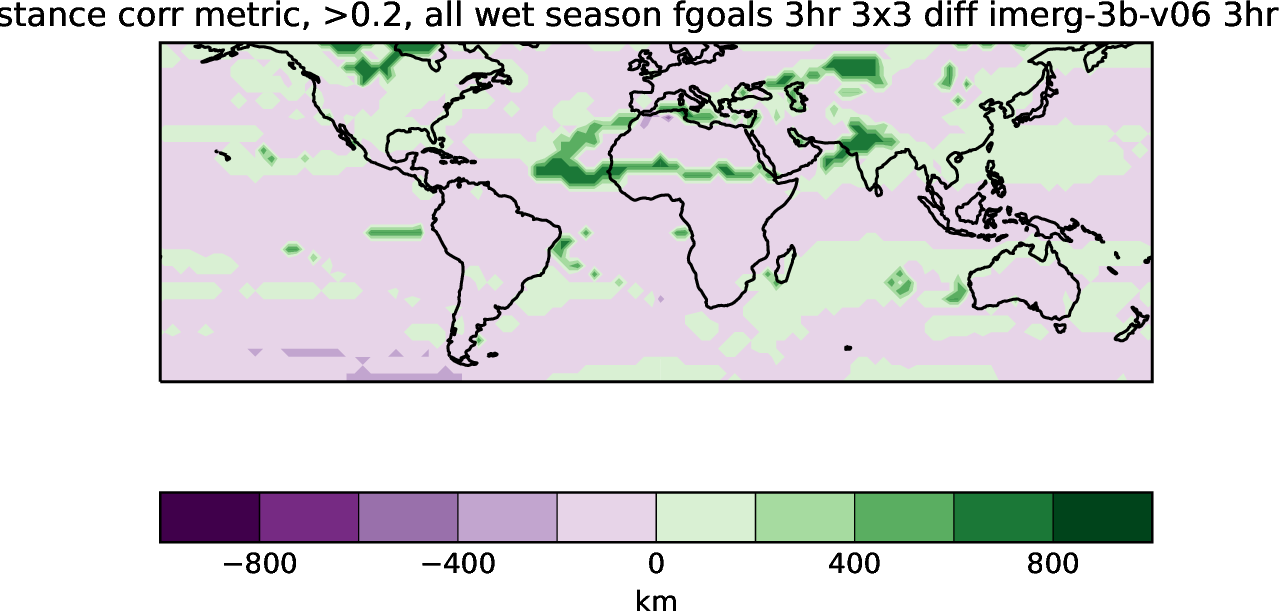 stance corr metric, >0.2, all wet season fgoals 3hr 3x3 diff imerg-3b-v06 3hr
−800 −400 0 400 800
km